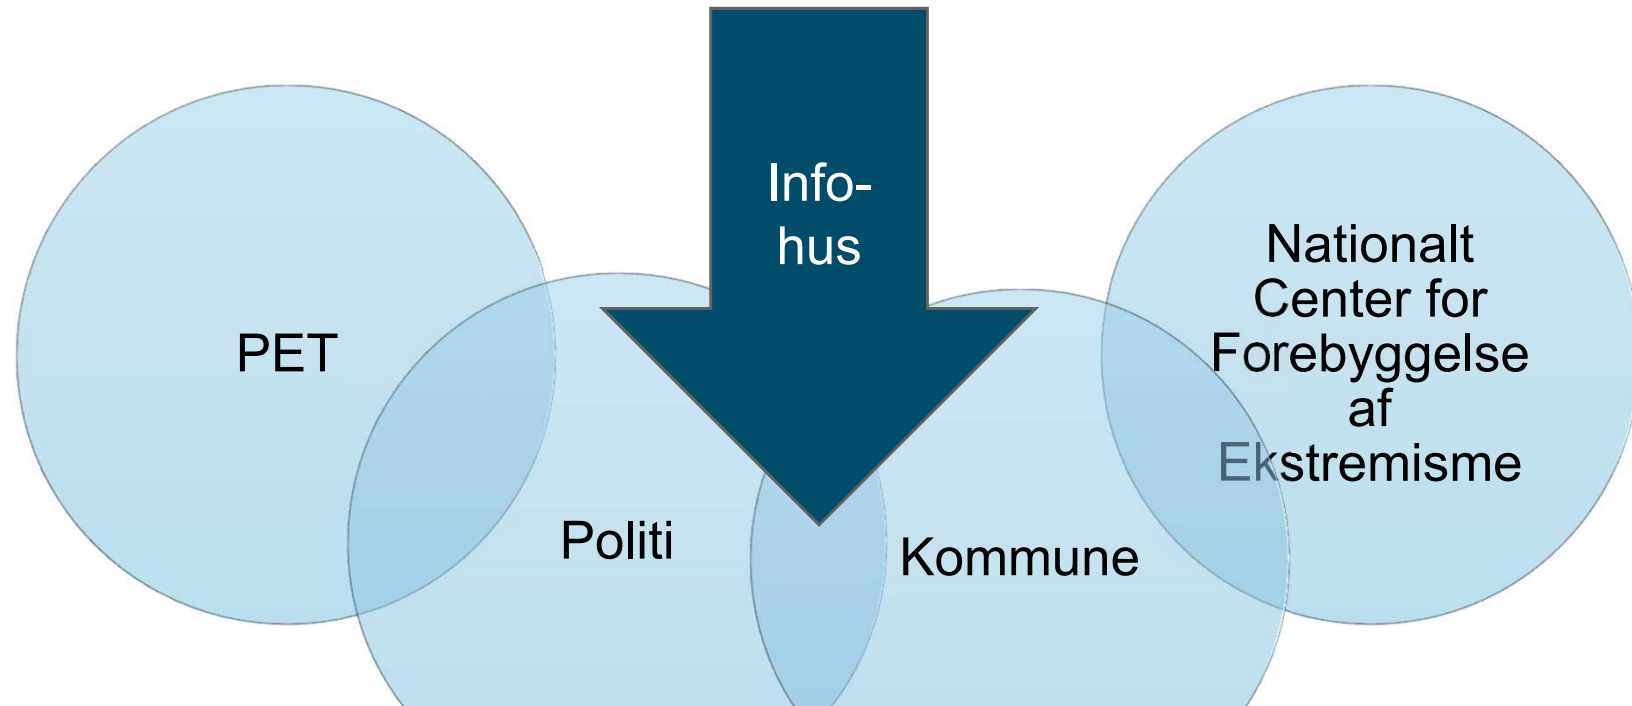 Info-
hus
PET
Nationalt
Center for
Forebyggelse
af
Ekstremisme
Politi
Kommune